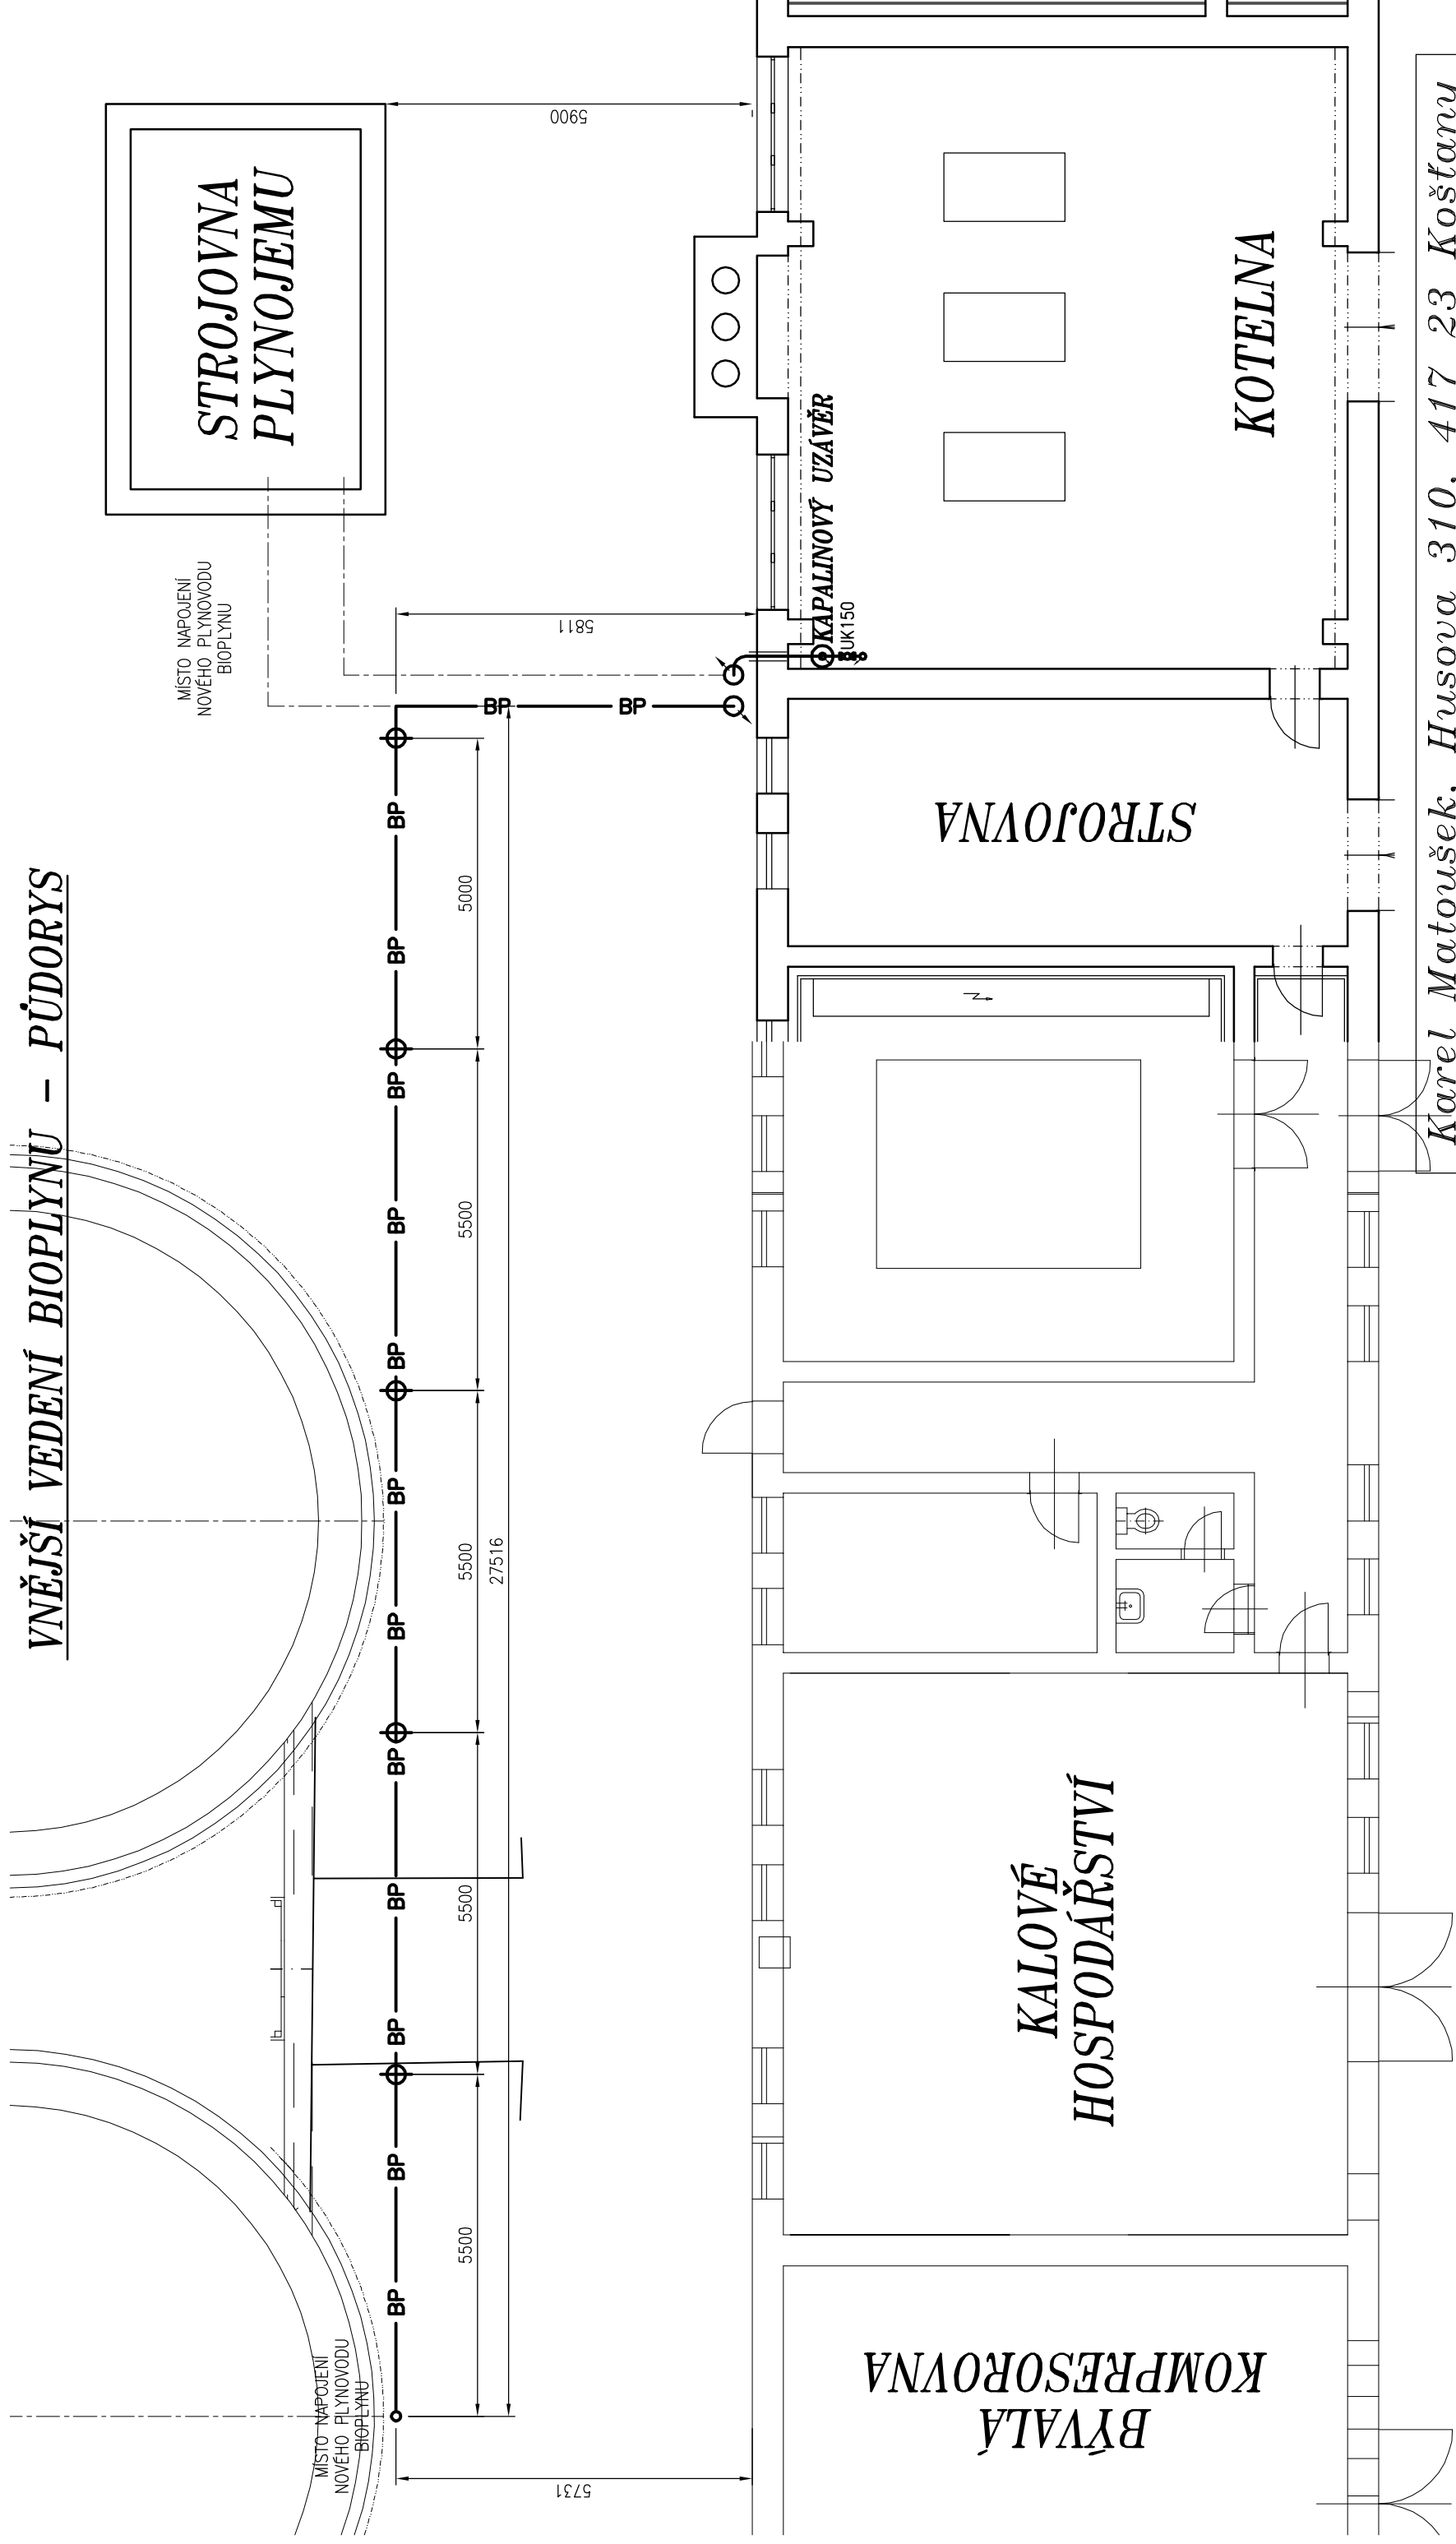 VNĚJŠÍ VEDENÍ BIOPLYNU – PŮDORYS
STROJOVNA
PLYNOJEMU
MÍSTO NAPOJENÍ
NOVÉHO PLYNOVODU
BIOPLYNU
5900
5811
BP
BP
BP
BP
BP
BP
BP
BP
BP
BP
BP
BP
BP
BP
5000
5500
5500
5500
5500
27516
5731
MÍSTO NAPOJENÍ
NOVÉHO PLYNOVODU
BIOPLYNU
KAPALINOVÝ UZÁVĚR
UK150
KOTELNA
STROJOVNA
KALOVÉ
HOSPODÁŘSTVÍ
BÝVALÁ
KOMPRESOROVNA
Karel Matoušek, Husova 310, 417 23 Košťany